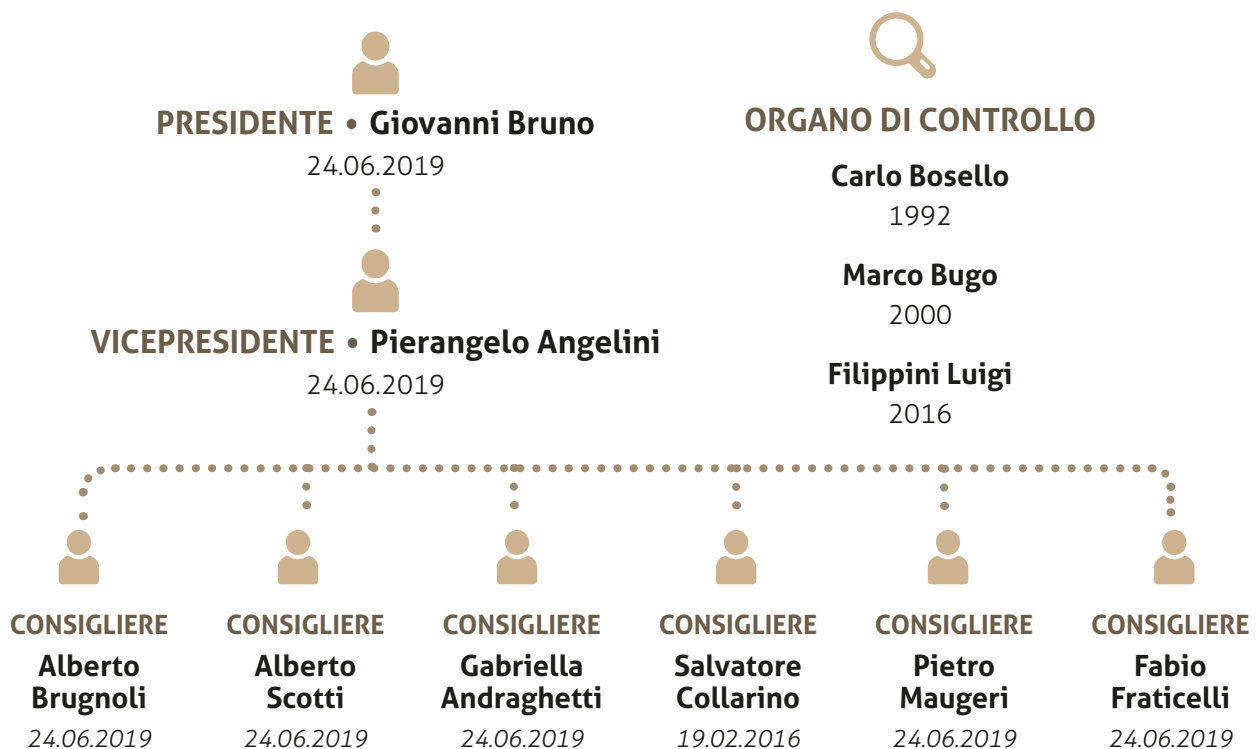 PRESIDENTE • Giovanni Bruno
24.06.2019
VICEPRESIDENTE • Pierangelo Angelini
24.06.2019
ORGANO DI CONTROLLO
Carlo Bosello
1992
Marco Bugo
2000
Filippini Luigi
2016
CONSIGLIERE
Alberto
Brugnoli
24.06.2019
CONSIGLIERE
Alberto
Scotti
24.06.2019
CONSIGLIERE
Gabriella
Andraghetti
24.06.2019
CONSIGLIERE
Salvatore
Collarino
19.02.2016
CONSIGLIERE
Pietro
Maugeri
24.06.2019
CONSIGLIERE
Fabio
Fraticelli
24.06.2019